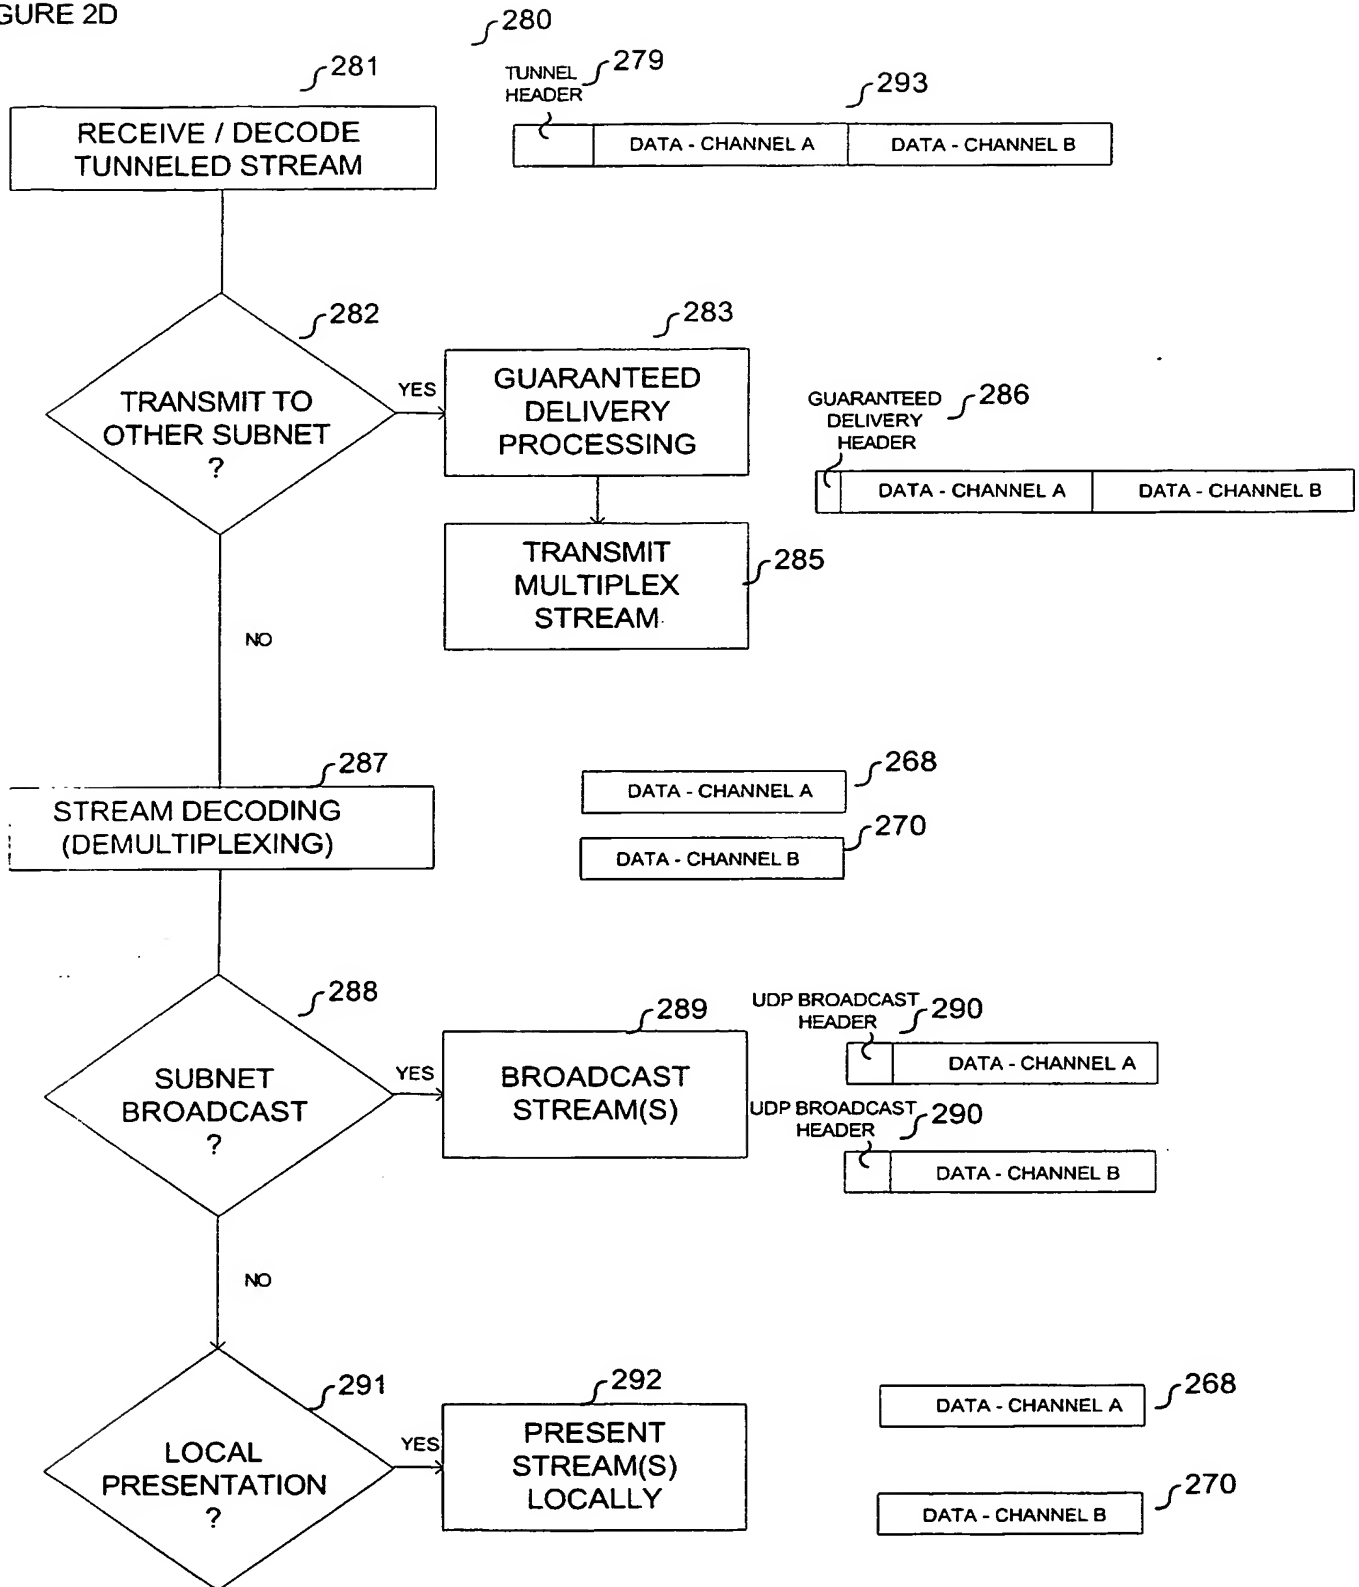 GURE 2D
280
281
TUNNEL
HEADER
279
293
RECEIVE / DECODE
TUNNELED STREAM
DATA - CHANNEL A
DATA - CHANNEL B
282
283
TRANSMIT TO
OTHER SUBNET
?
YES
GUARANTEED
DELIVERY
PROCESSING
GUARANTEED
DELIVERY
HEADER
286
DATA - CHANNEL A
DATA - CHANNEL B
TRANSMIT
MULTIPLEX
STREAM
285
NO
287
STREAM DECODING
(DEMULTIPLEXING)
DATA - CHANNEL A
268
DATA - CHANNEL B
270
288
289
SUBNET
BROADCAST
?
YES
BROADCAST
STREAM(S)
UDP BROADCAST
HEADER
290
DATA - CHANNEL A
UDP BROADCAST
HEADER
290
DATA - CHANNEL B
NO
291
292
LOCAL
PRESENTATION
?
YES
PRESENT
STREAM(S)
LOCALLY
DATA - CHANNEL A
268
DATA - CHANNEL B
270